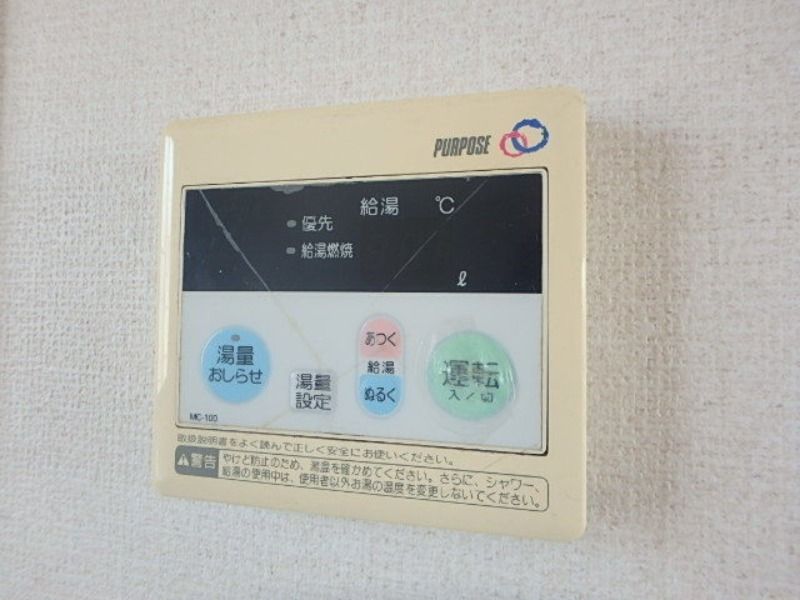 PURPOSE
給湯 ℃
優先
給湯燃焼
ℓ
湯量
おしらせ
湯量
設定
あつく
給湯
ぬるく
運転
入／切
MC-100
取扱説明書をよく読んで正しく安全にお使いください。
警告 やけど防止のため、湯温を確かめてください。さらに、シャワー、
給湯の使用中は、使用者以外お湯の温度を変更しないでください。